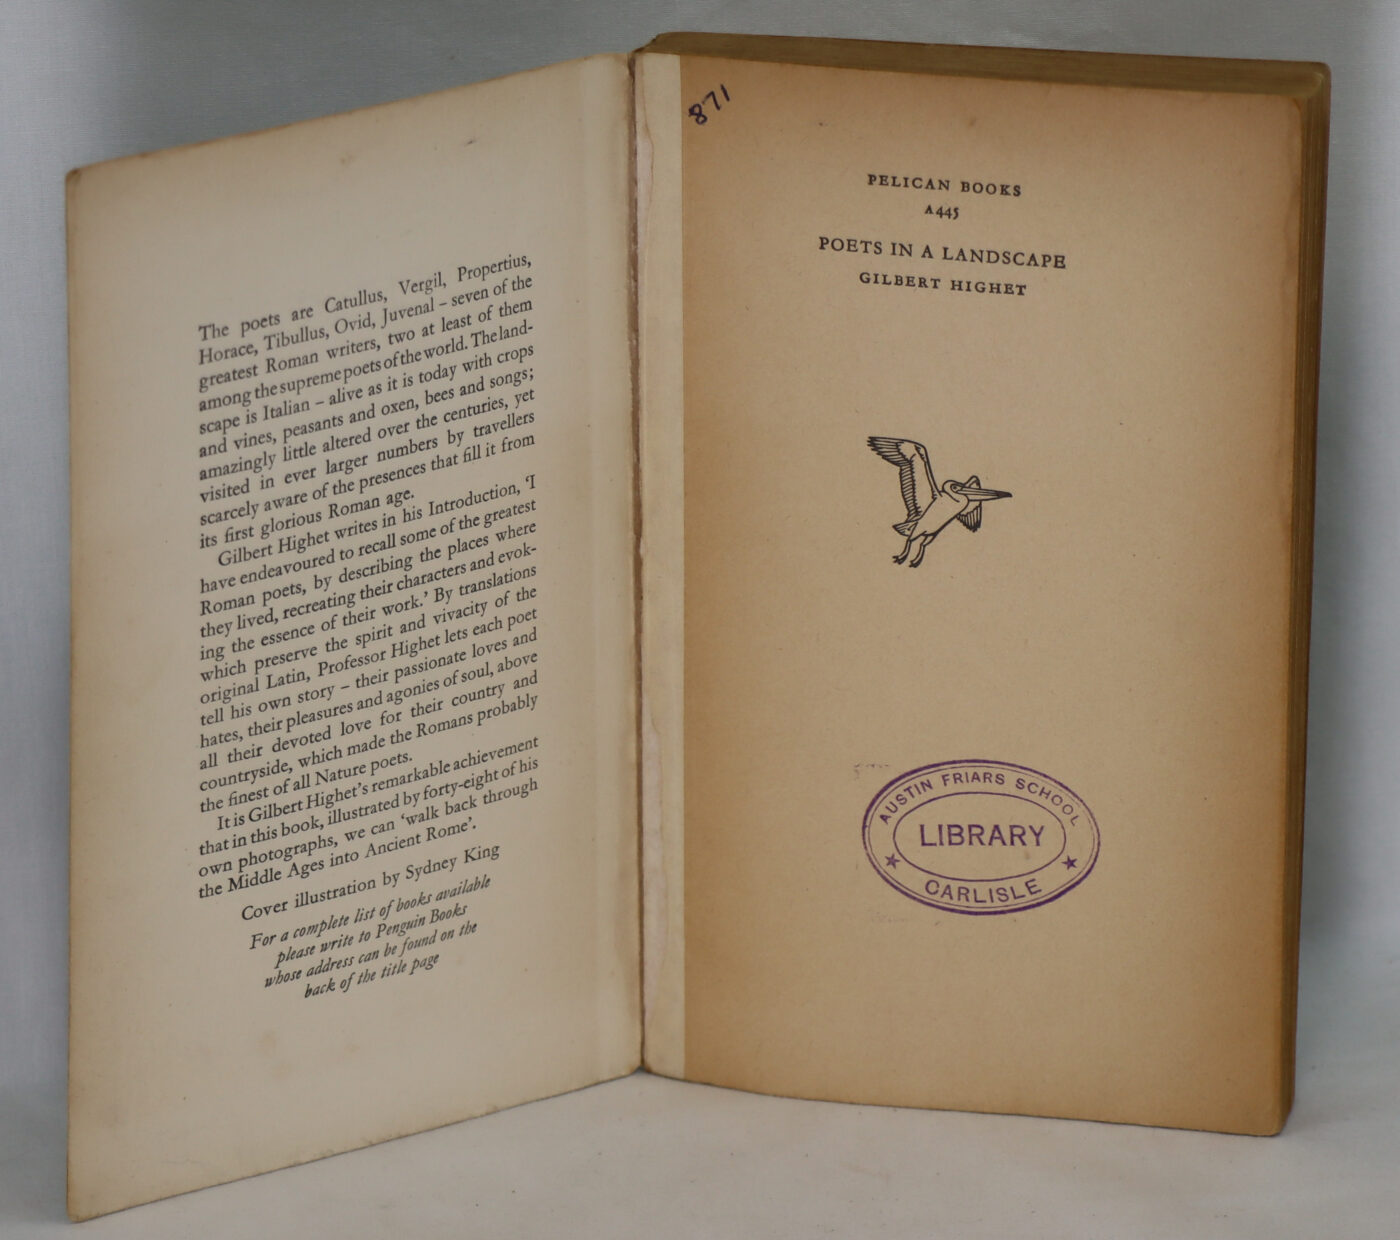 The poets are Catullus, Vergil, Propertius,
Horace, Tibullus, Ovid, Juvenal – seven of the
greatest Roman writers, two at least of them
among the supreme poets of the world. The land-
scape is Italian – alive as it is today with crops
and vines, peasants and oxen, bees and songs;
amazingly little altered over the centuries, yet
visited in ever larger numbers by travellers
scarcely aware of the presences that fill it from
its first glorious Roman age.
Gilbert Highet writes in his Introduction, ‘I
have endeavoured to recall some of the greatest
Roman poets, by describing the places where
they lived, recreating their characters and evok-
ing the essence of their work.’ By translations
which preserve the spirit and vivacity of the
original Latin, Professor Highet lets each poet
tell his own story – their passionate loves and
hates, their pleasures and agonies of soul, above
all their devoted love for their country and
countryside, which made the Romans probably
the finest of all Nature poets.
It is Gilbert Highet’s remarkable achievement
that in this book, illustrated by forty-eight of his
own photographs, we can ‘walk back through
the Middle Ages into Ancient Rome’.
Cover illustration by Sydney King
For a complete list of books available
please write to Penguin Books
whose address can be found on the
back of the title page
871
PELICAN BOOKS
A445
POETS IN A LANDSCAPE
GILBERT HIGHET
AUSTIN FRIARS SCHOOL
LIBRARY
CARLISLE